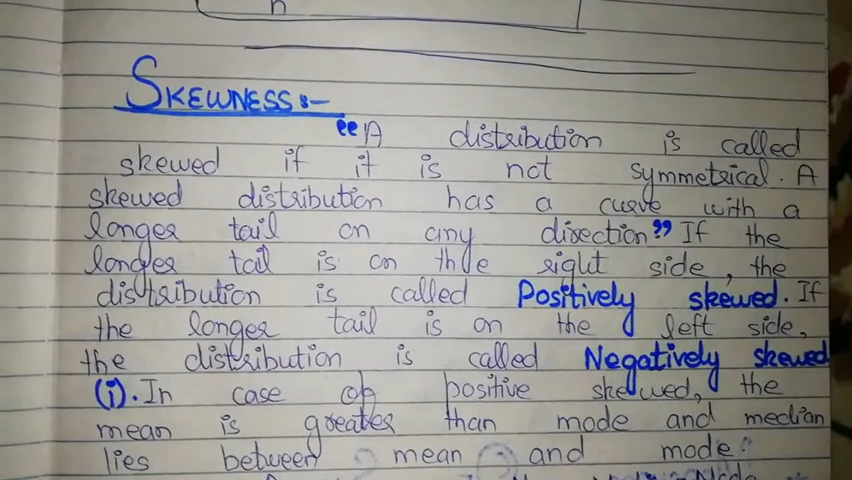 n
SKEWNESS:-
"A distribution is called
skewed if it is not symmetrical. A
skewed distribution has a curve with a
longer tail on any direction" If the
longer tail is on the right side, the
distribution is called Positively skewed. If
the longer tail is on the left side,
the distribution is called Negatively skewed
(i). In case of positive skewed, the
mean is greater than mode and median
lies between mean and mode.